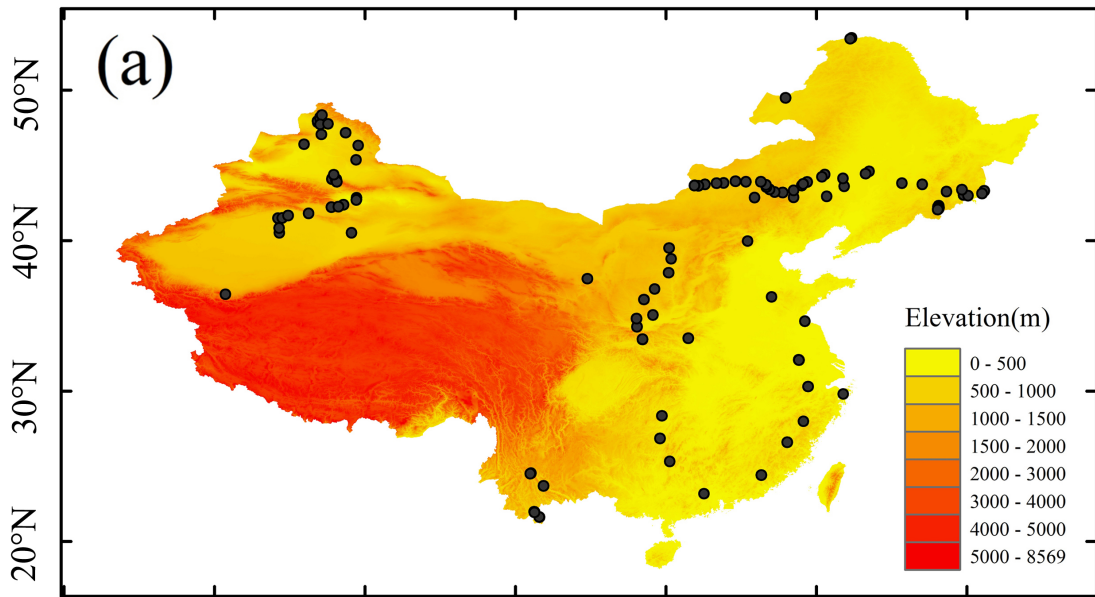 (a)
50°N
40°N
30°N
20°N
Elevation(m)
0 - 500
500 - 1000
1000 - 1500
1500 - 2000
2000 - 3000
3000 - 4000
4000 - 5000
5000 - 8569